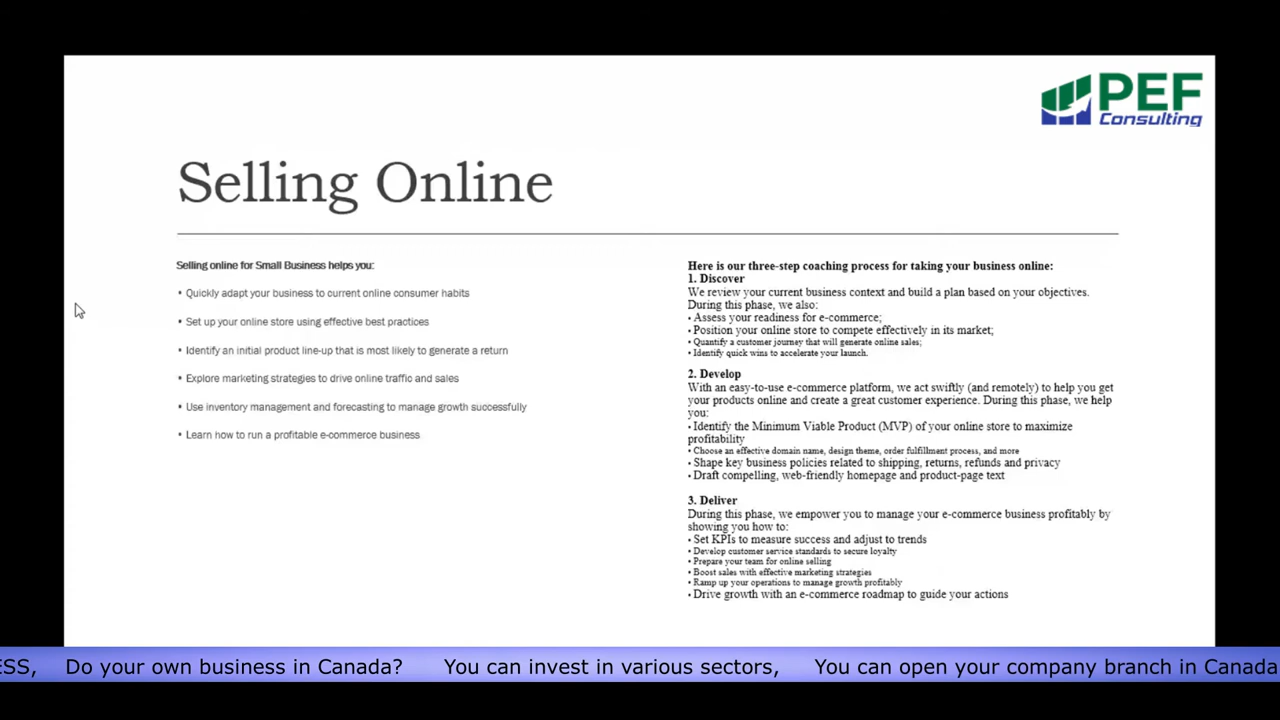 PEF
Consulting
Selling Online
Selling online for Small Business helps you:
• Quickly adapt your business to current online consumer habits
• Set up your online store using effective best practices
• Identify an initial product line-up that is most likely to generate a return
• Explore marketing strategies to drive online traffic and sales
• Use inventory management and forecasting to manage growth successfully
• Learn how to run a profitable e-commerce business
Here is our three-step coaching process for taking your business online:
1. Discover
We review your current business context and build a plan based on your objectives.
During this phase, we also:
• Assess your readiness for e-commerce;
• Position your online store to compete effectively in its market;
• Quantify a customer journey that will generate online sales;
• Identify quick wins to accelerate your launch.
2. Develop
With an easy-to-use e-commerce platform, we act swiftly (and remotely) to help you get
your products online and create a great customer experience. During this phase, we help
you:
• Identify the Minimum Viable Product (MVP) of your online store to maximize
profitability
• Choose an effective domain name, design theme, order fulfillment process, and more
• Shape key business policies related to shipping, returns, refunds and privacy
• Draft compelling, web-friendly homepage and product-page text
3. Deliver
During this phase, we empower you to manage your e-commerce business profitably by
showing you how to:
• Set KPIs to measure success and adjust to trends
• Develop customer service standards to secure loyalty
• Prepare your team for online selling
• Boost sales with effective marketing strategies
• Ramp up your operations to manage growth profitably
• Drive growth with an e-commerce roadmap to guide your actions
ESS, Do your own business in Canada? You can invest in various sectors, You can open your company branch in Canada